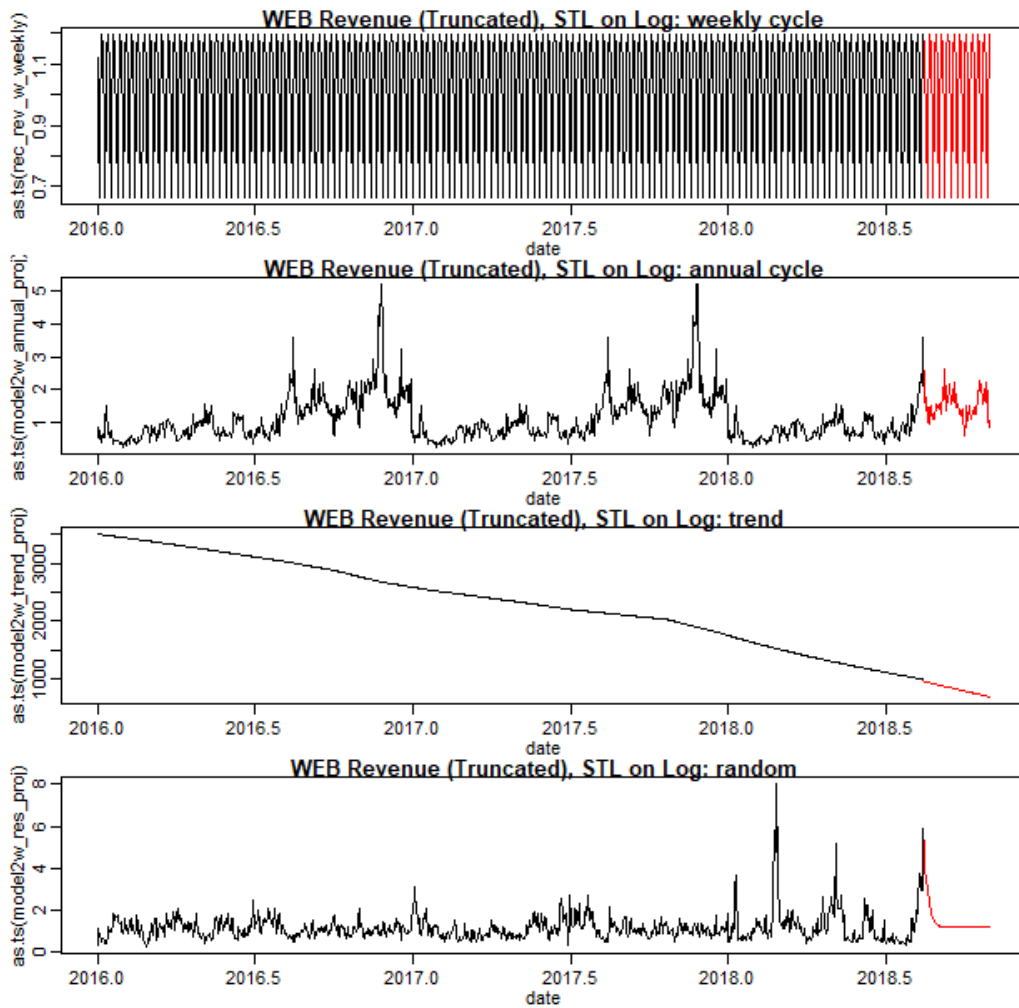 WEB Revenue (Truncated), STL on Log: weekly cycle
as.ts(rec_rev_w_weekly)
1.1
0.9
0.7
2016.0 2016.5 2017.0 2017.5 2018.0 2018.5
date
WEB Revenue (Truncated), STL on Log: annual cycle
as.ts(model2w_annual_proj)
5
4
3
2
1
2016.0 2016.5 2017.0 2017.5 2018.0 2018.5
date
WEB Revenue (Truncated), STL on Log: trend
as.ts(model2w_trend_proj)
3000
2000
1000
2016.0 2016.5 2017.0 2017.5 2018.0 2018.5
date
WEB Revenue (Truncated), STL on Log: random
as.ts(model2w_res_proj)
8
6
4
2
0
2016.0 2016.5 2017.0 2017.5 2018.0 2018.5
date